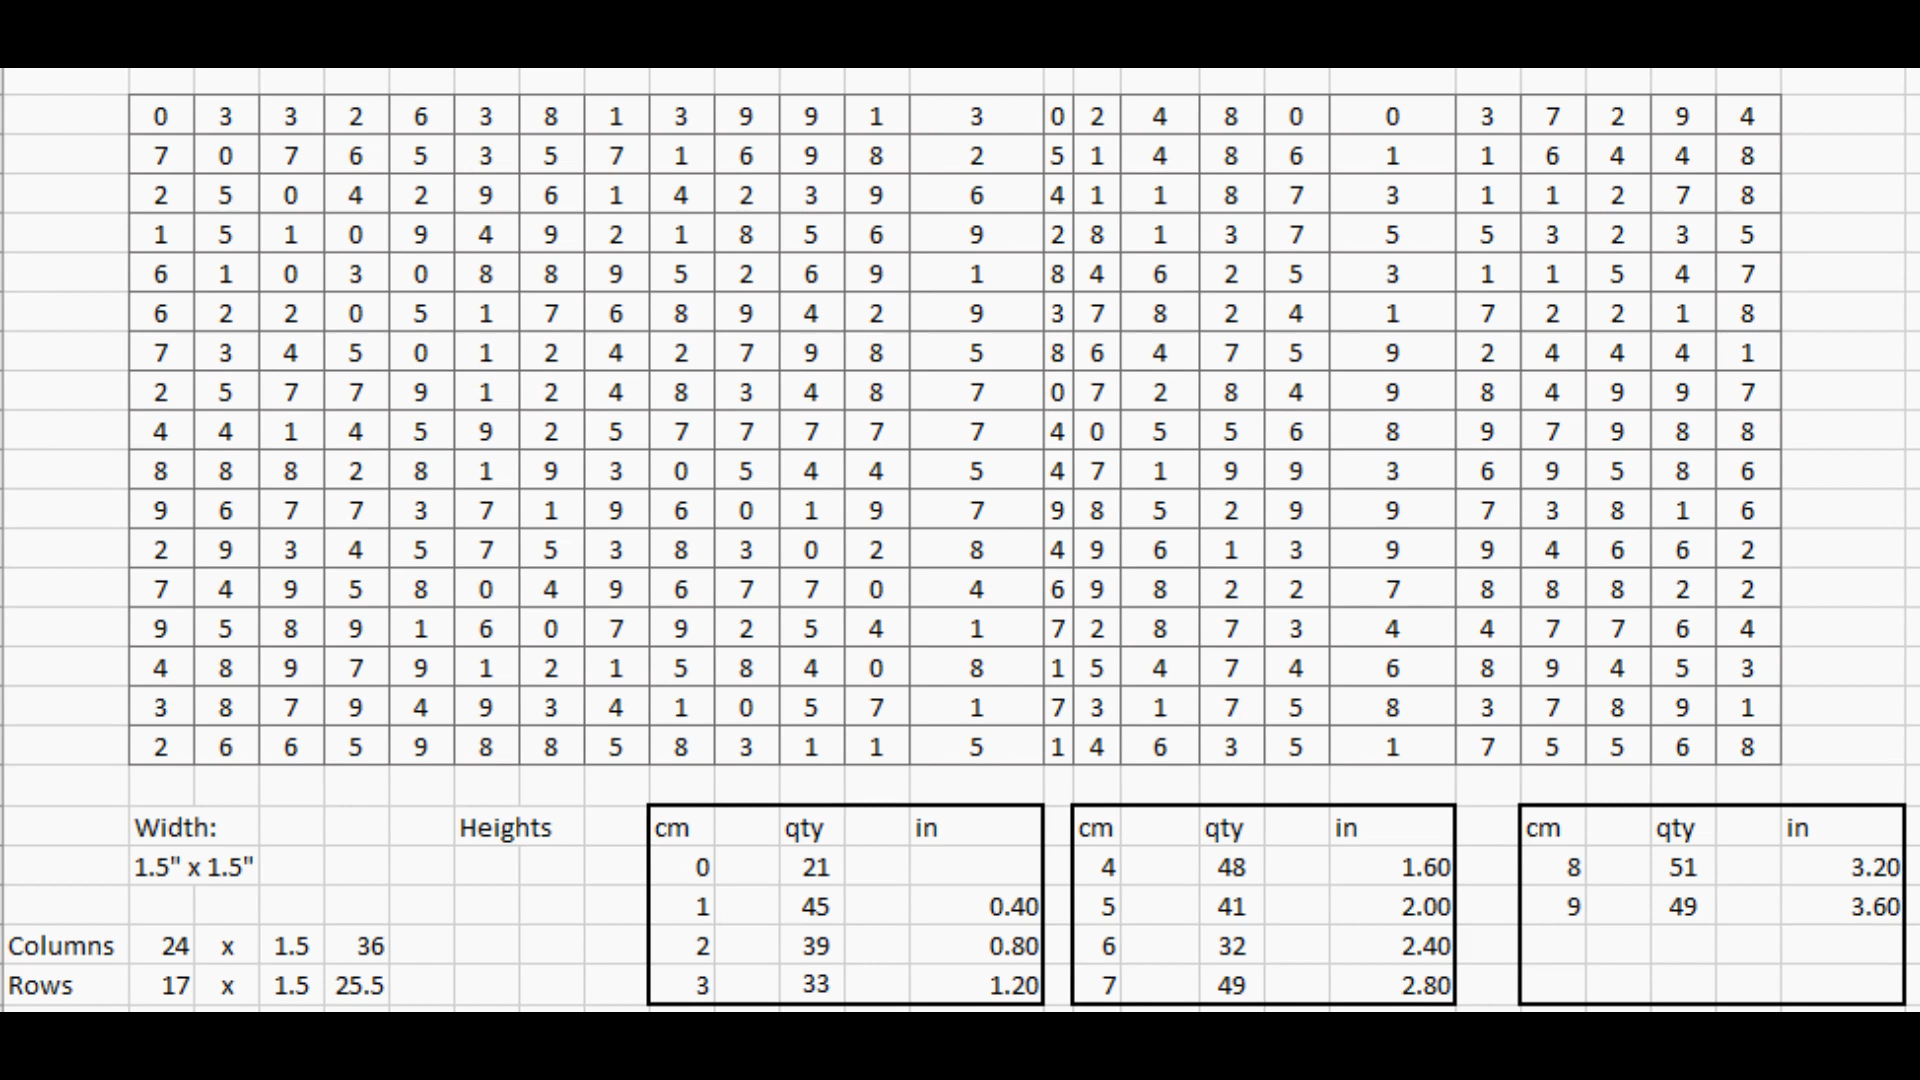 0 3 3 2 6 3 8 1 3 9 9 1 3 0 2 4 8 0 0 3 7 2 9 4
7 0 7 6 5 3 5 7 1 6 9 8 2 5 1 4 8 6 1 1 6 4 4 8
2 5 0 4 2 9 6 1 4 2 3 9 6 4 1 1 8 7 3 1 1 2 7 8
1 5 1 0 9 4 9 2 1 8 5 6 9 2 8 1 3 7 5 5 3 2 3 5
6 1 0 3 0 8 8 9 5 2 6 9 1 8 4 6 2 5 3 1 1 5 4 7
6 2 2 0 5 1 7 6 8 9 4 2 9 3 7 8 2 4 1 7 2 2 1 8
7 3 4 5 0 1 2 4 2 7 9 8 5 8 6 4 7 5 9 2 4 4 4 1
2 5 7 7 9 1 2 4 8 3 4 8 7 0 7 2 8 4 9 8 4 9 9 7
4 4 1 4 5 9 2 5 7 7 7 7 7 4 0 5 5 6 8 9 7 9 8 8
8 8 8 2 8 1 9 3 0 5 4 4 5 4 7 1 9 9 3 6 9 5 8 6
9 6 7 7 3 7 1 9 6 0 1 9 7 9 8 5 2 9 9 7 3 8 1 6
2 9 3 4 5 7 5 3 8 3 0 2 8 4 9 6 1 3 9 9 4 6 6 2
7 4 9 5 8 0 4 9 6 7 7 0 4 6 9 8 2 2 7 8 8 8 2 2
9 5 8 9 1 6 0 7 9 2 5 4 1 7 2 8 7 3 4 4 7 7 6 4
4 8 9 7 9 1 2 1 5 8 4 0 8 1 5 4 7 4 6 8 9 4 5 3
3 8 7 9 4 9 3 4 1 0 5 7 1 7 3 1 7 5 8 3 7 8 9 1
2 6 6 5 9 8 8 5 8 3 1 1 5 1 4 6 3 5 1 7 5 5 6 8
Width: Heights cm qty in cm qty in cm qty in
1.5" x 1.5" 0 21 4 48 1.60 8 51 3.20
1 45 0.40 5 41 2.00 9 49 3.60
Columns 24 x 1.5 36 2 39 0.80 6 32 2.40
Rows 17 x 1.5 25.5 3 33 1.20 7 49 2.80